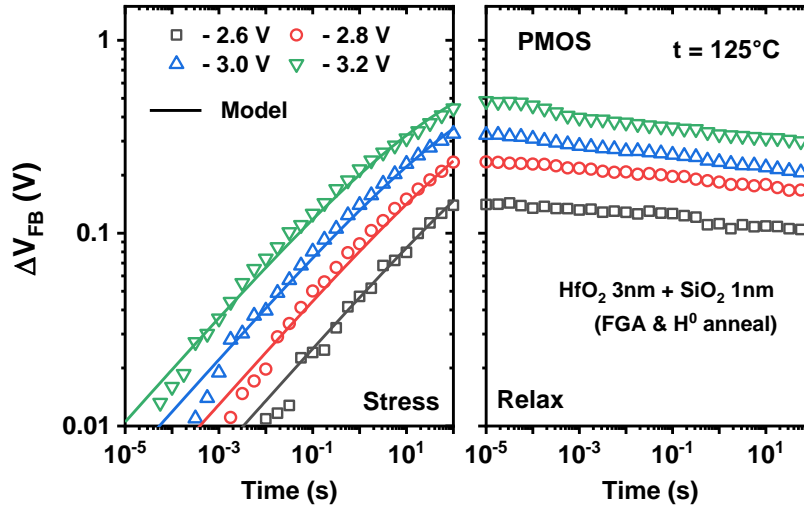 - 2.6 V
- 2.8 V
- 3.0 V
- 3.2 V
Model
Stress
PMOS
t = 125°C
HfO₂ 3nm + SiO₂ 1nm
(FGA & H⁰ anneal)
Relax
ΔV_FB (V)
1
0.1
0.01
10⁻⁵
10⁻³
10⁻¹
10¹
10⁻⁵
10⁻³
10⁻¹
10¹
Time (s)
Time (s)